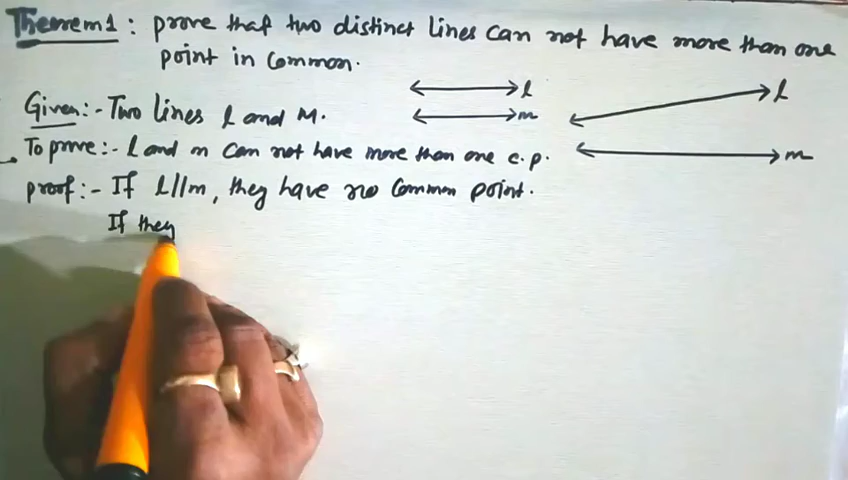 Theorem1 : prove that two distinct lines can not have more than one
point in common.
Given:- Two lines l and M.
l
m
l
m
To prove:- l and m can not have more than one c.p.
proof:- If l||m, they have no common point.
If they